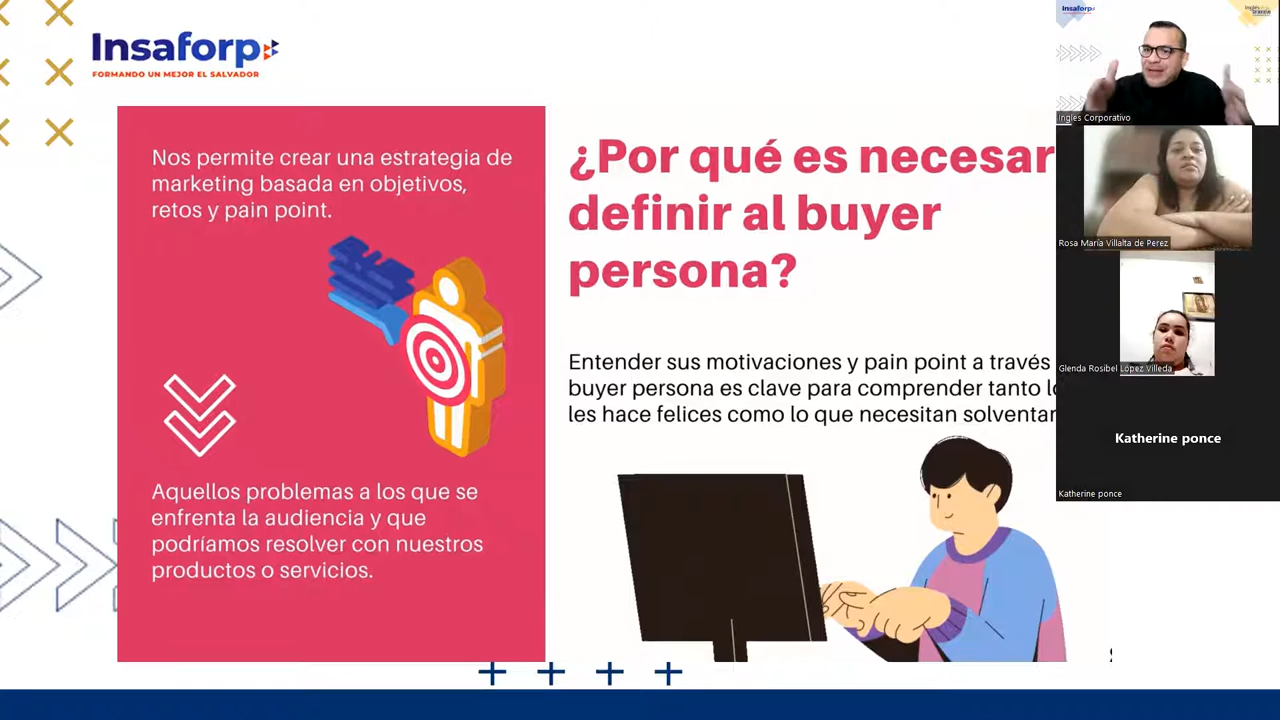 Insaforp
FORMANDO UN MEJOR EL SALVADOR
Nos permite crear una estrategia de
marketing basada en objetivos,
retos y pain point.
Aquellos problemas a los que se
enfrenta la audiencia y que
podríamos resolver con nuestros
productos o servicios.
¿Por qué es necesar
definir al buyer
persona?
Entender sus motivaciones y pain point a través
buyer persona es clave para comprender tanto
les hace felices como lo que necesitan solventar
Insaforp
Ingles Corporativo
Rosa María Villalta de Perez
Glenda Rosibel López Villeda
Katherine ponce
Katherine ponce